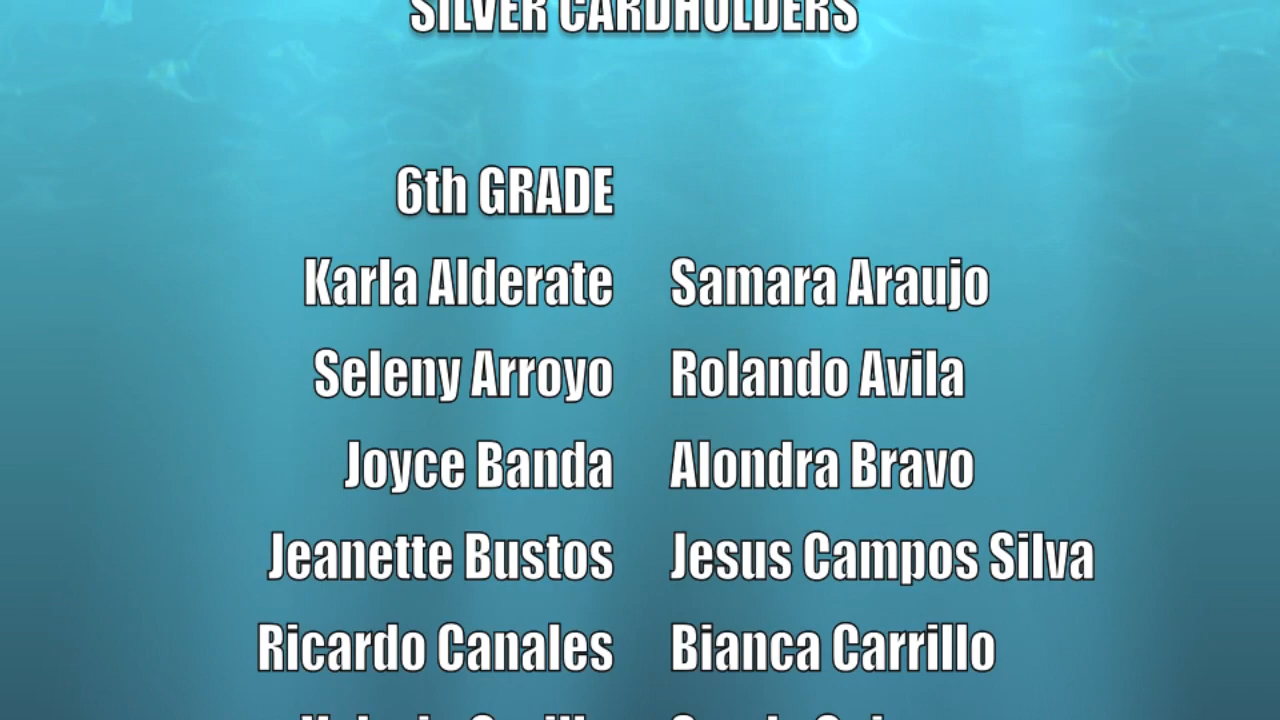 SILVER CARDHOLDERS
6th GRADE
Karla Alderate Samara Araujo
Seleny Arroyo Rolando Avila
Joyce Banda Alondra Bravo
Jeanette Bustos Jesus Campos Silva
Ricardo Canales Bianca Carrillo